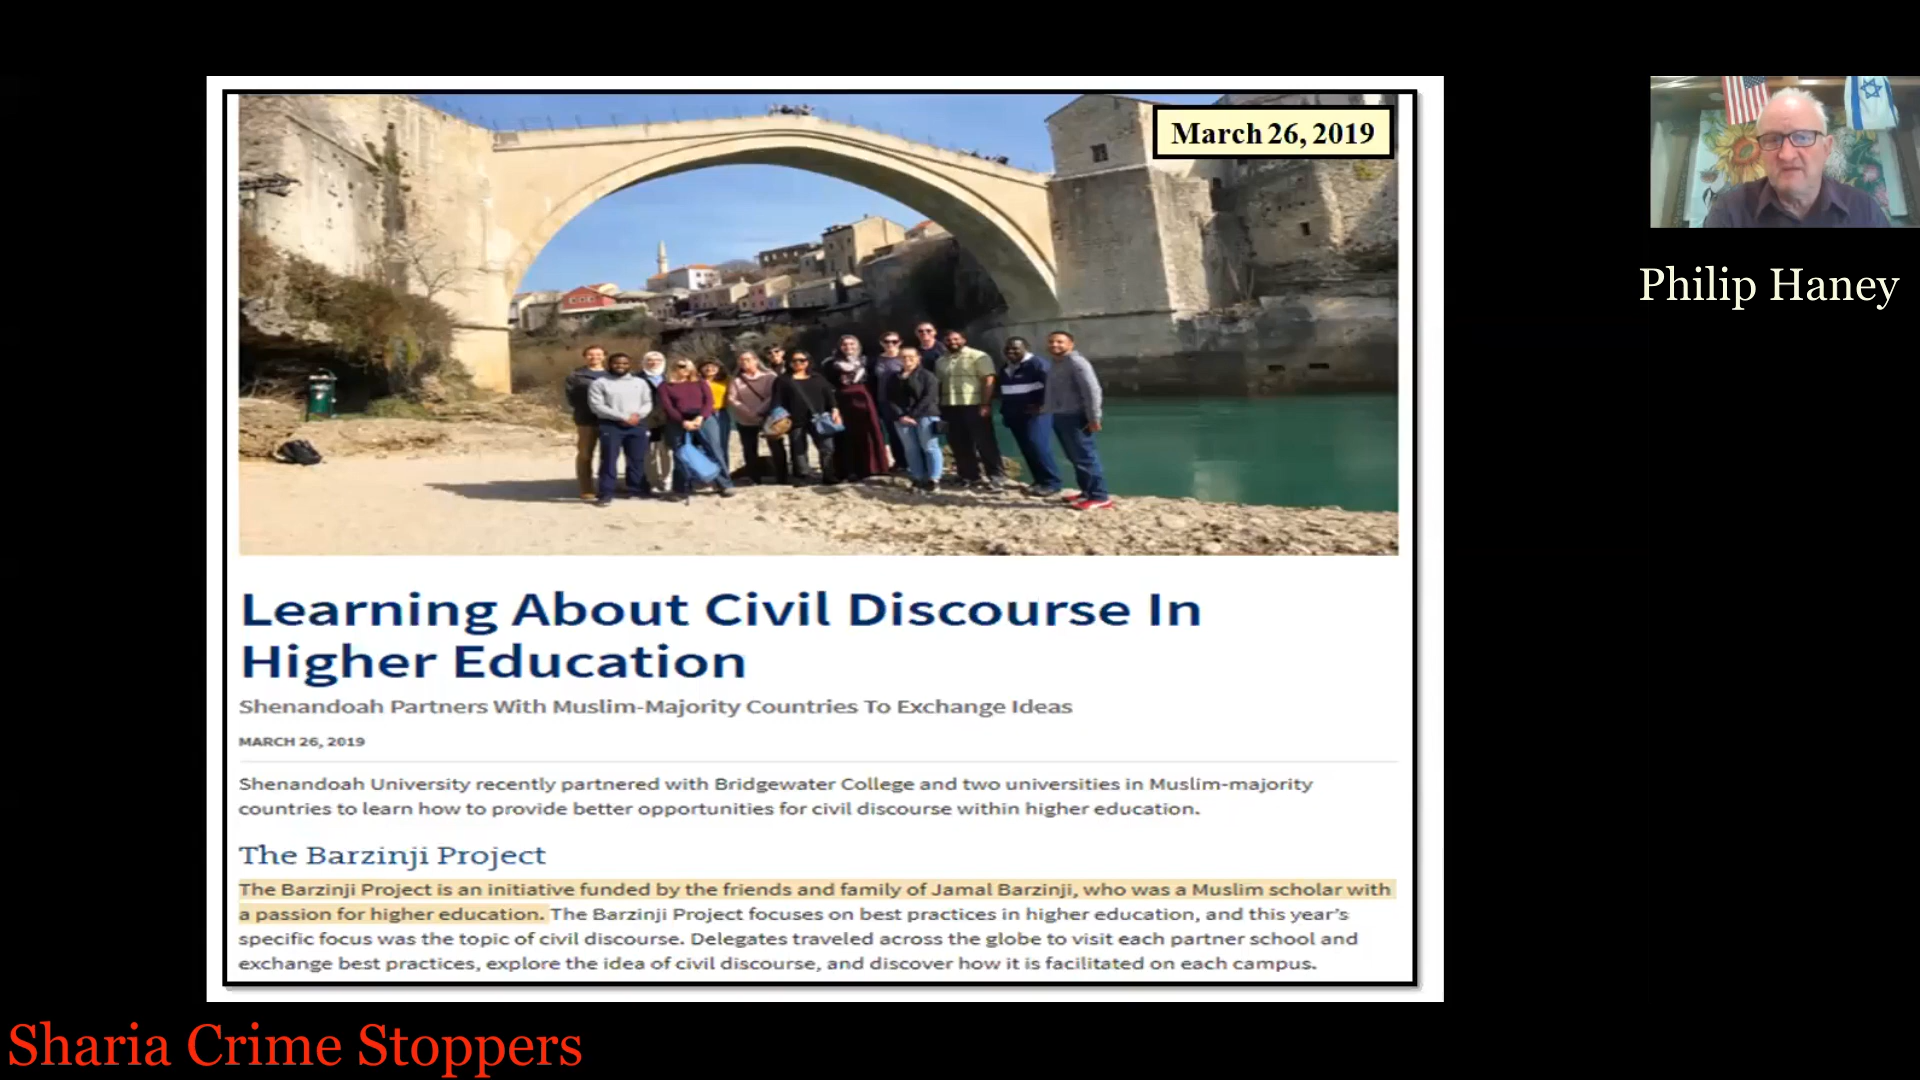 March 26, 2019
Philip Haney
Learning About Civil Discourse In
Higher Education
Shenandoah Partners With Muslim-Majority Countries To Exchange Ideas
MARCH 26, 2019
Shenandoah University recently partnered with Bridgewater College and two universities in Muslim-majority
countries to learn how to provide better opportunities for civil discourse within higher education.
The Barzinji Project
The Barzinji Project is an initiative funded by the friends and family of Jamal Barzinji, who was a Muslim scholar with
a passion for higher education. The Barzinji Project focuses on best practices in higher education, and this year’s
specific focus was the topic of civil discourse. Delegates traveled across the globe to visit each partner school and
exchange best practices, explore the idea of civil discourse, and discover how it is facilitated on each campus.
Sharia Crime Stoppers